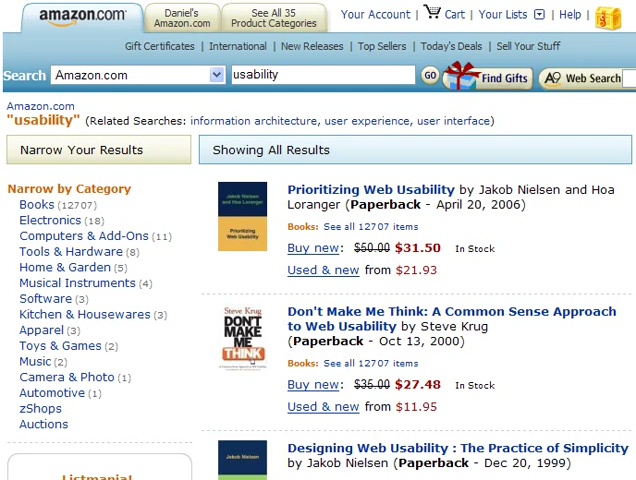 amazon.com
Daniel's
Amazon.com
See All 35
Product Categories
Your Account | Cart | Your Lists | Help |
Gift Certificates | International | New Releases | Top Sellers | Today's Deals | Sell Your Stuff
Search Amazon.com usability GO Find Gifts A9 Web Search
Amazon.com
"usability" (Related Searches: information architecture, user experience, user interface)
Narrow Your Results
Showing All Results
Narrow by Category
Books (12707)
Electronics (18)
Computers & Add-Ons (11)
Tools & Hardware (8)
Home & Garden (5)
Musical Instruments (4)
Software (3)
Kitchen & Housewares (3)
Apparel (3)
Toys & Games (2)
Music (2)
Camera & Photo (1)
Automotive (1)
zShops
Auctions
Listmania!
Jakob Nielsen
and Hoa Loranger
Prioritizing
Web Usability
Prioritizing Web Usability by Jakob Nielsen and Hoa
Loranger (Paperback - April 20, 2006)
Books: See all 12707 items
Buy new: $50.00 $31.50 In Stock
Used & new from $21.93
Steve Krug
DON'T
MAKE
ME
THINK
Don't Make Me Think: A Common Sense Approach
to Web Usability by Steve Krug
(Paperback - Oct 13, 2000)
Books: See all 12707 items
Buy new: $35.00 $27.48 In Stock
Used & new from $11.95
Jakob Nielsen
Designing Web Usability : The Practice of Simplicity
by Jakob Nielsen (Paperback - Dec 20, 1999)